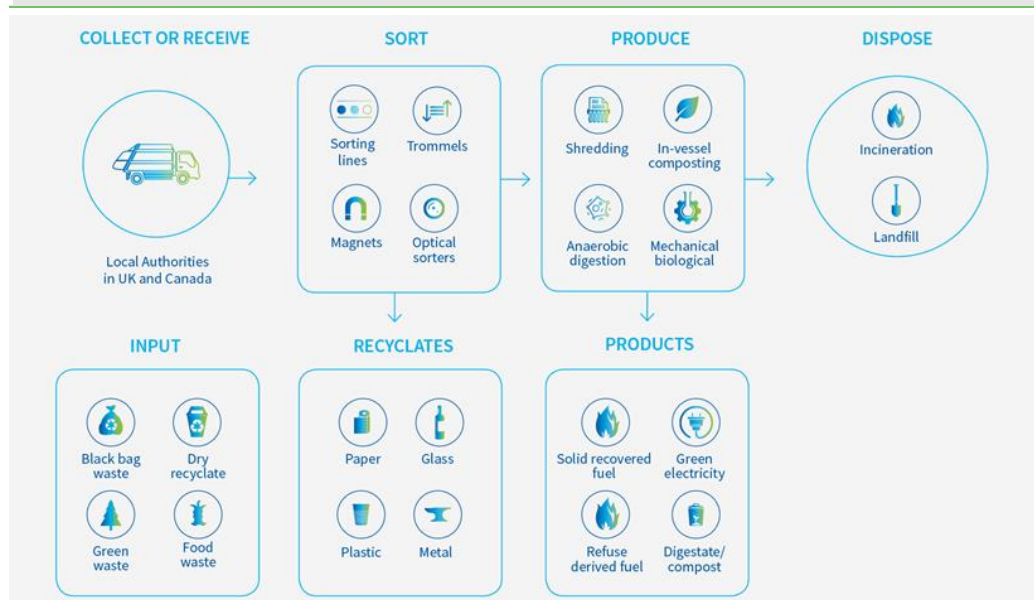 COLLECT OR RECEIVE
Local Authorities
in UK and Canada
SORT
Sorting
lines
Trommels
Magnets
Optical
sorters
PRODUCE
Shredding
In-vessel
composting
Anaerobic
digestion
Mechanical
biological
DISPOSE
Incineration
Landfill
INPUT
Black bag
waste
Dry
recyclate
Green
waste
Food
waste
RECYCLATES
Paper
Glass
Plastic
Metal
PRODUCTS
Solid recovered
fuel
Green
electricity
Refuse
derived fuel
Digestate/
compost